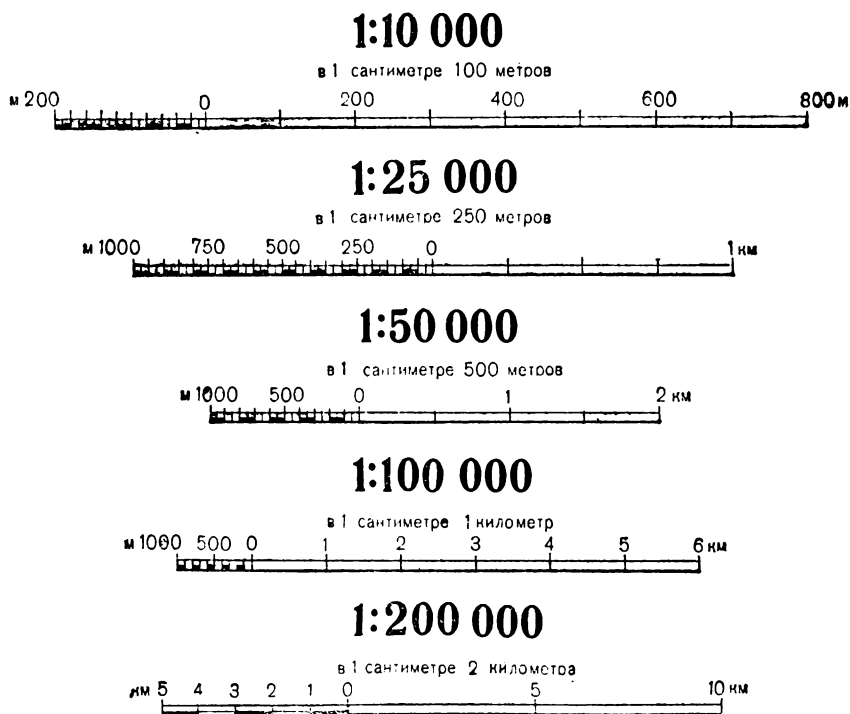 1:10 000
в 1 сантиметре 100 метров
м 200 0 200 400 600 800 м
1:25 000
в 1 сантиметре 250 метров
м 1000 750 500 250 0 1 км
1:50 000
в 1 сантиметре 500 метров
м 1000 500 0 1 2 км
1:100 000
в 1 сантиметре 1 километр
м 1000 500 0 1 2 3 4 5 6 км
1:200 000
в 1 сантиметре 2 километра
км 5 4 3 2 1 0 5 10 км